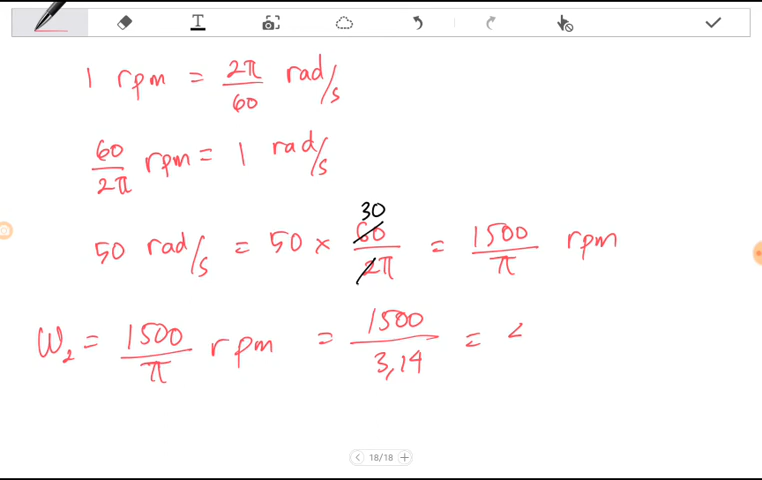 1 rpm = 2π/60 rad/s
60/2π rpm = 1 rad/s
30
50 rad/s = 50 × 60/2π = 1500/π rpm
W₂ = 1500/π rpm = 1500/3,14 =
18/18